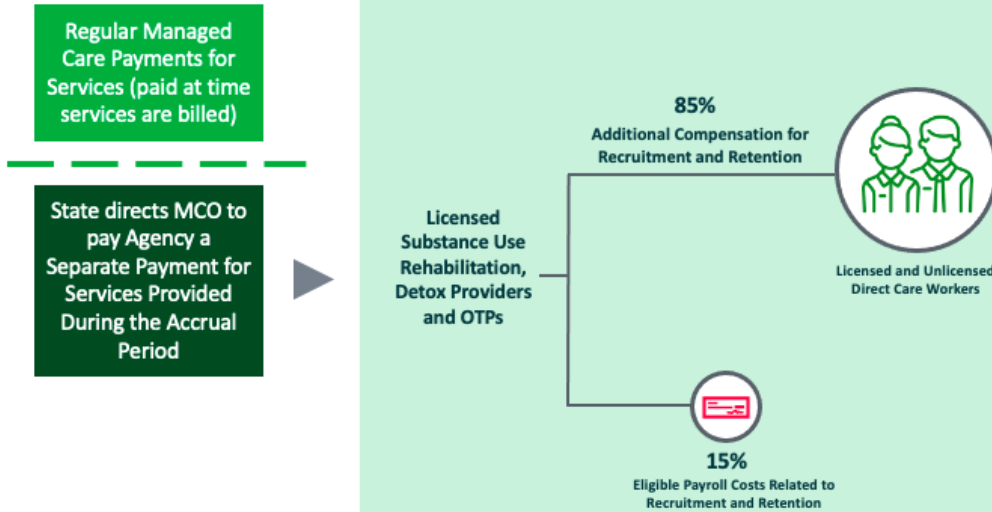 Regular Managed
Care Payments for
Services (paid at time
services are billed)
State directs MCO to
pay Agency a
Separate Payment for
Services Provided
During the Accrual
Period
Licensed
Substance Use
Rehabilitation,
Detox Providers
and OTPs
85%
Additional Compensation for
Recruitment and Retention
Licensed and Unlicensed
Direct Care Workers
15%
Eligible Payroll Costs Related to
Recruitment and Retention